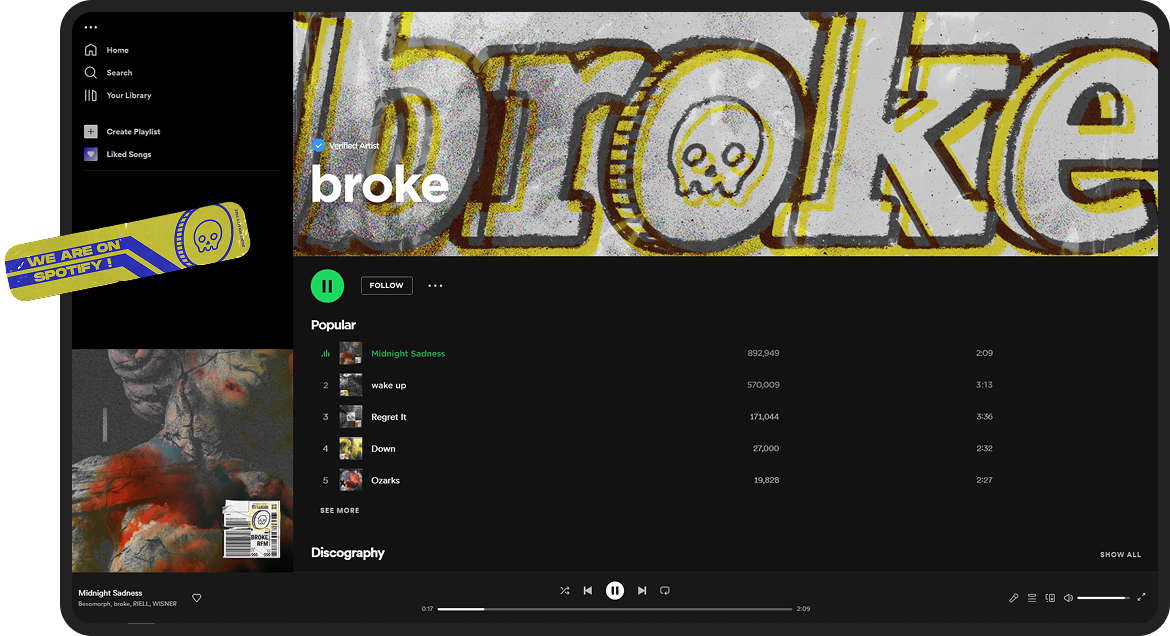 Home
Search
Your Library
Create Playlist
Liked Songs
WE ARE ON
SPOTIFY !
broke
Verified Artist
broke
FOLLOW
Popular
Midnight Sadness 892,949 2:09
2 wake up 570,009 3:13
3 Regret It 171,044 3:36
4 Down 27,000 2:32
5 Ozarks 19,828 2:27
SEE MORE
Discography
SHOW ALL
BROKE.
RFM
Midnight Sadness
Besomorph, broke, RIELL, WISNER
0:17 2:09